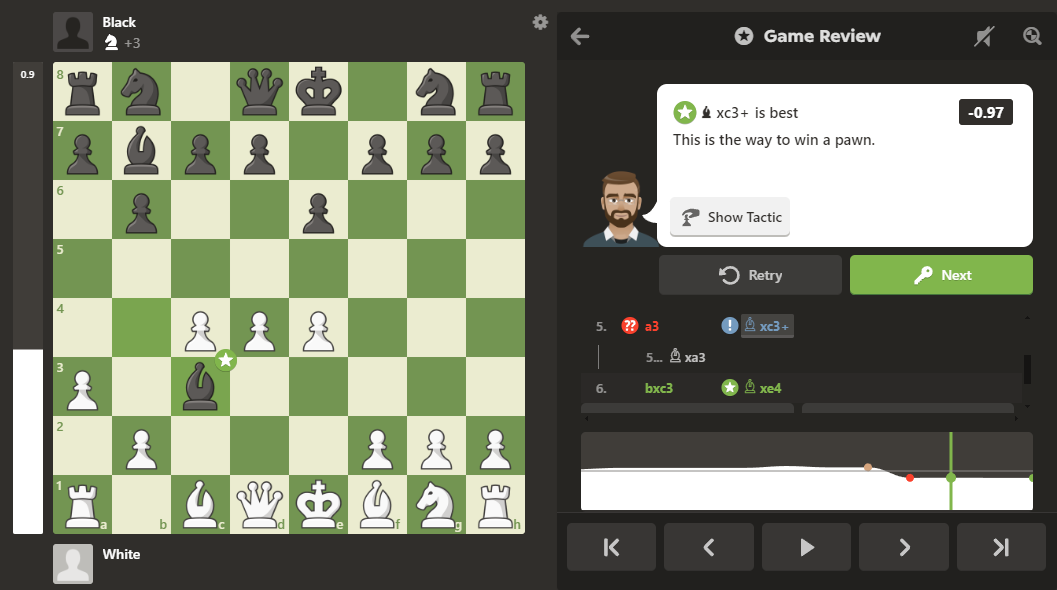 Black
+3
0.9
8
7
6
5
4
3
2
1
a b c d e f g h
White
Game Review
xc3+ is best -0.97
This is the way to win a pawn.
Show Tactic
Retry Next
5. ?? a3 ! xc3+
5... xa3
6. bxc3 xe4